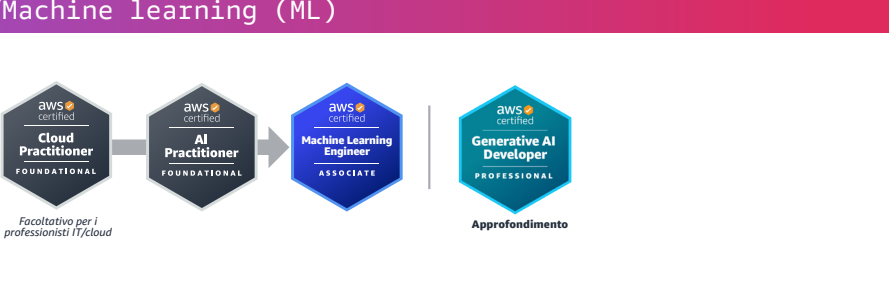 Machine learning (ML)
aws
certified
Cloud
Practitioner
FOUNDATIONAL
aws
certified
AI
Practitioner
FOUNDATIONAL
aws
certified
Machine Learning
Engineer
ASSOCIATE
aws
certified
Generative AI
Developer
PROFESSIONAL
Facoltativo per i
professionisti IT/cloud
Approfondimento